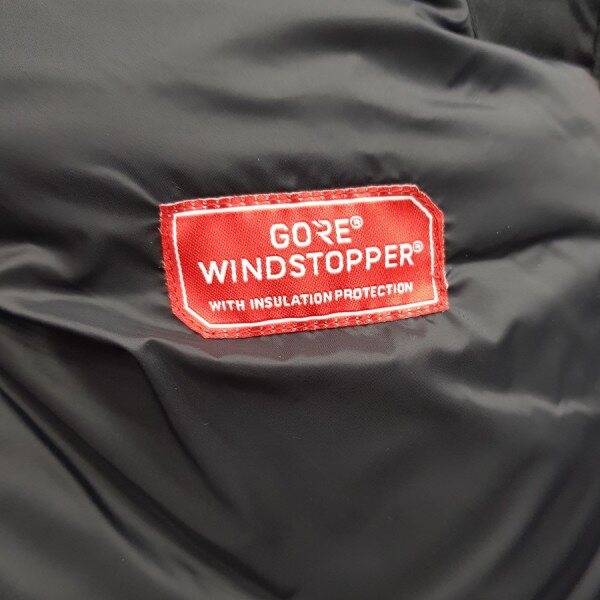 GORE®
WINDSTOPPER®
WITH INSULATION PROTECTION